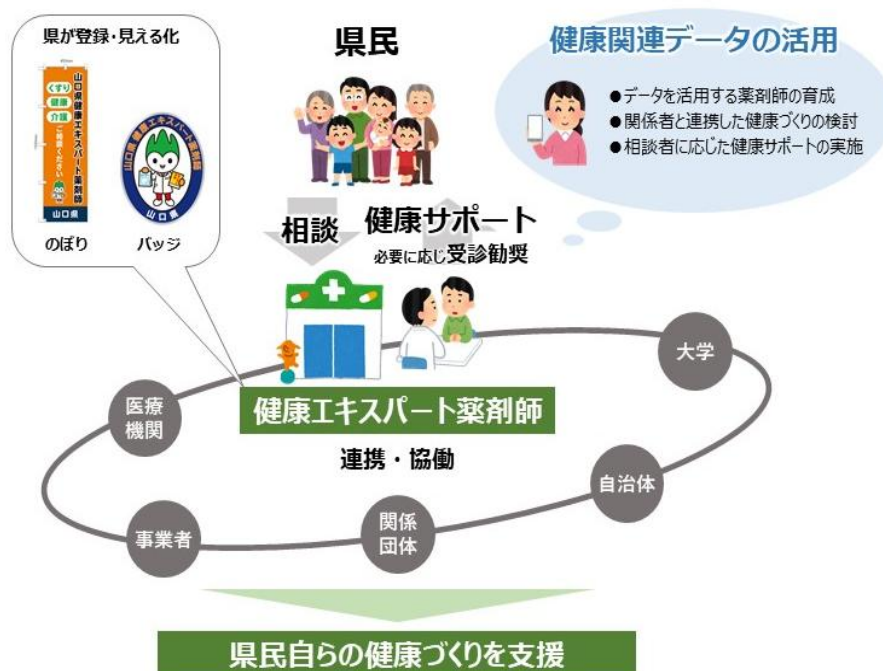 県が登録・見える化
くすり
健康
介護
ご相談ください
山口県健康エキスパート薬剤師
山口県
山口県 健康エキスパート薬剤師
山口県
のぼり
バッジ
県民
健康関連データの活用
●データを活用する薬剤師の育成
●関係者と連携した健康づくりの検討
●相談者に応じた健康サポートの実施
相談
健康サポート
必要に応じ受診勧奨
健康エキスパート薬剤師
連携・協働
医療
機関
大学
自治体
事業者
関係
団体
県民自らの健康づくりを支援